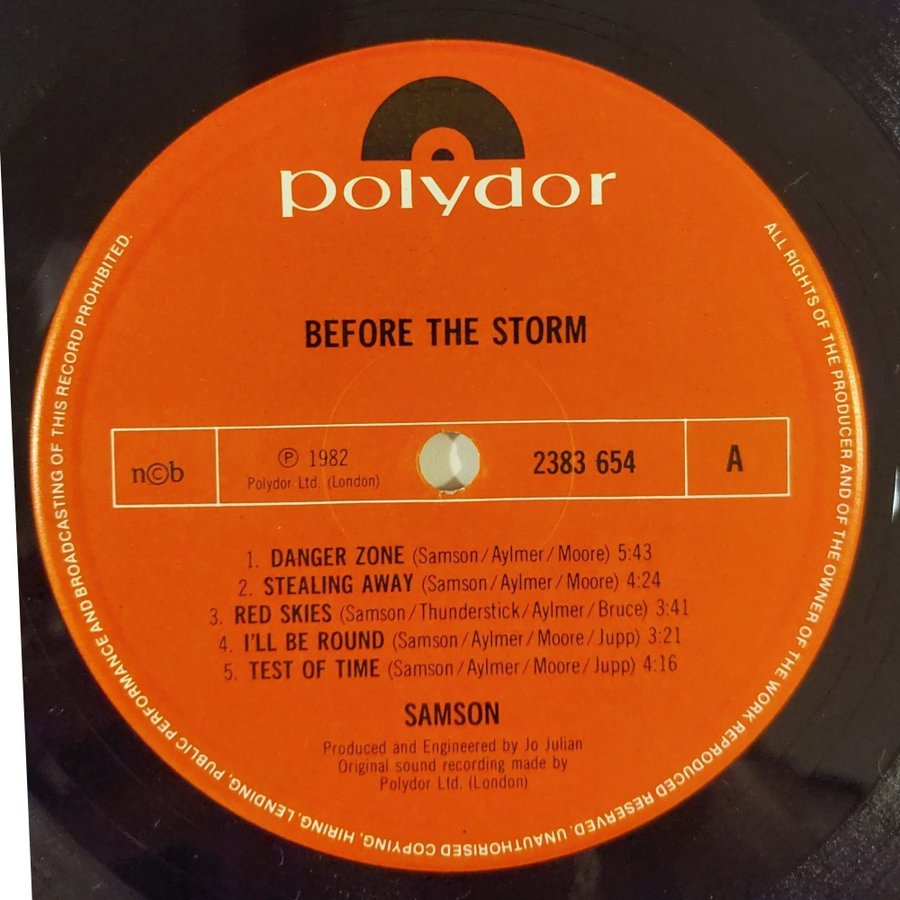 polydor
BEFORE THE STORM
n©b
℗ 1982
Polydor Ltd. (London)
2383 654
A
1. DANGER ZONE (Samson/Aylmer/Moore) 5:43
2. STEALING AWAY (Samson/Aylmer/Moore) 4:24
3. RED SKIES (Samson/Thunderstick/Aylmer/Bruce) 3:41
4. I'LL BE ROUND (Samson/Aylmer/Moore/Jupp) 3:21
5. TEST OF TIME (Samson/Aylmer/Moore/Jupp) 4:16
SAMSON
Produced and Engineered by Jo Julian
Original sound recording made by
Polydor Ltd. (London)
ALL RIGHTS OF THE PRODUCER AND OF THE OWNER OF THE WORK REPRODUCED RESERVED. UNAUTHORISED COPYING, HIRING, LENDING, PUBLIC PERFORMANCE AND BROADCASTING OF THIS RECORD PROHIBITED.